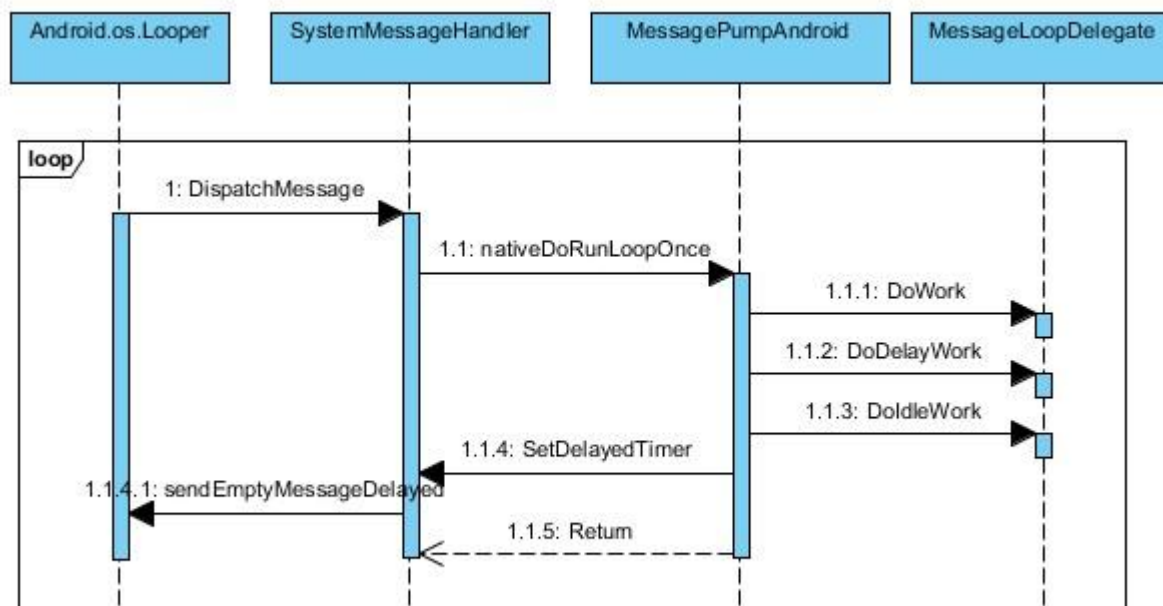 Android.os.Looper
SystemMessageHandler
MessagePumpAndroid
MessageLoopDelegate
loop
1: DispatchMessage
1.1: nativeDoRunLoopOnce
1.1.1: DoWork
1.1.2: DoDelayWork
1.1.3: DoIdleWork
1.1.4: SetDelayedTimer
1.1.4.1: sendEmptyMessageDelayed
1.1.5: Return